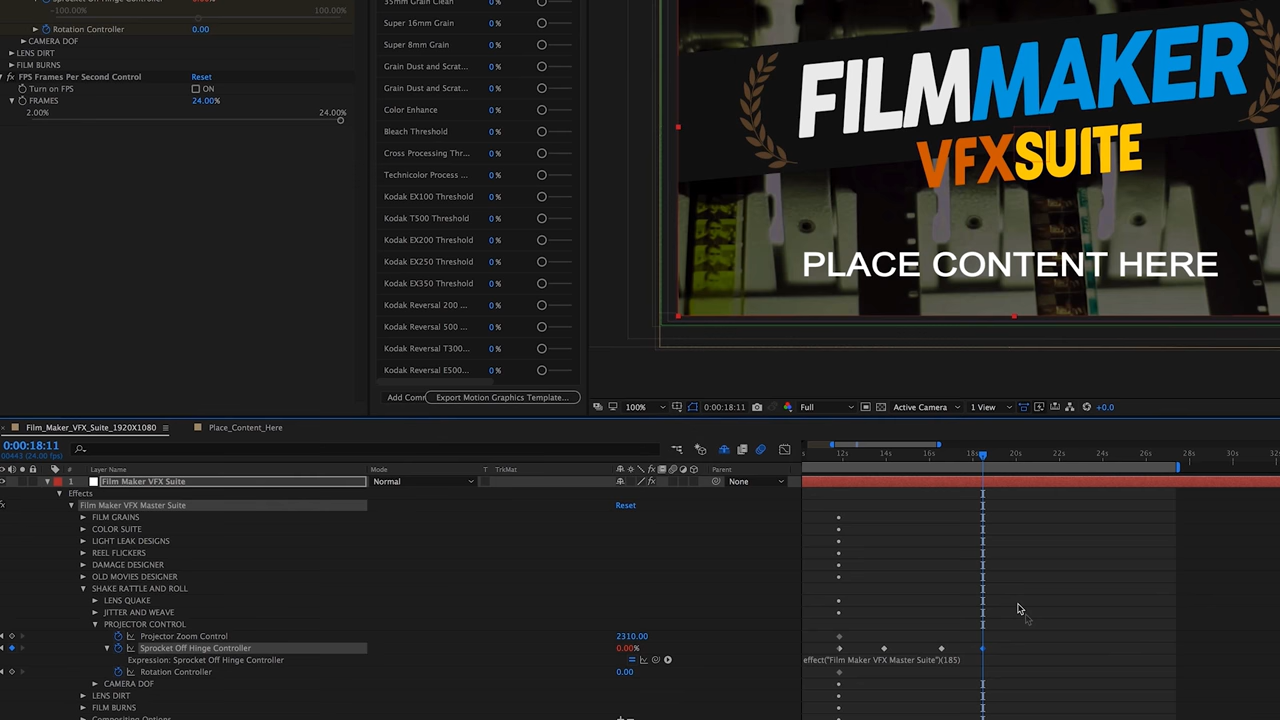 -100.00%
100.00%
Rotation Controller
0.00
CAMERA DOF
LENS DIRT
FILM BURNS
fx FPS Frames Per Second Control
Reset
Turn on FPS
ON
FRAMES
24.00%
2.00%
24.00%
Super 16mm Grain
Super 8mm Grain
Grain Dust and Scrat...
Grain Dust and Scrat...
Color Enhance
0 %
Bleach Threshold
0 %
Cross Processing Thr...
0 %
Technicolor Process ...
0 %
Kodak EX100 Threshold
0 %
Kodak T500 Threshold
0 %
Kodak EX200 Threshold
0 %
Kodak EX250 Threshold
0 %
Kodak EX350 Threshold
0 %
Kodak Reversal 200 ...
0 %
Kodak Reversal 500 ...
0 %
Kodak Reversal T300...
0 %
Kodak Reversal E500...
0 %
Export Motion Graphics Template...
FILMMAKER
VFXSUITE
PLACE CONTENT HERE
100%
0:00:18:11
Full
Active Camera
1 View
+0.0
Film_Maker_VFX_Suite_1920X1080
Place_Content_Here
0:00:18:11
00443 (24.00 fps)
# Layer Name
Mode
T TrkMat
Parent
12s
14s
16s
20s
22s
24s
26s
28s
30s
1 Film Maker VFX Suite
Normal
None
Effects
Film Maker VFX Master Suite
Reset
FILM GRAINS
COLOR SUITE
LIGHT LEAK DESIGNS
REEL FLICKERS
DAMAGE DESIGNER
OLD MOVIES DESIGNER
SHAKE RATTLE AND ROLL
LENS QUAKE
JITTER AND WEAVE
PROJECTOR CONTROL
Projector Zoom Control
2310.00
Sprocket Off Hinge Controller
0.00%
Expression: Sprocket Off Hinge Controller
effect("Film Maker VFX Master Suite")(185)
Rotation Controller
0.00
CAMERA DOF
LENS DIRT
FILM BURNS